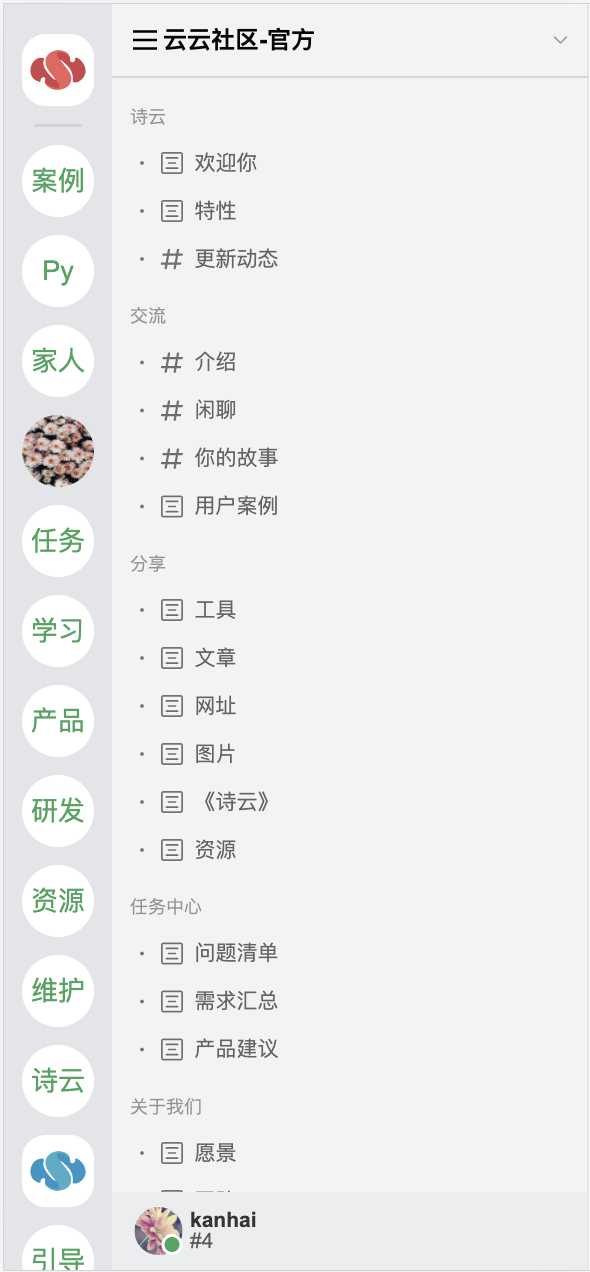 云云社区-官方
案例
Py
家人
任务
学习
产品
研发
资源
维护
诗云
引导
诗云
欢迎你
特性
# 更新动态
交流
# 介绍
# 闲聊
# 你的故事
用户案例
分享
工具
文章
网址
图片
《诗云》
资源
任务中心
问题清单
需求汇总
产品建议
关于我们
愿景
kanhai
#4